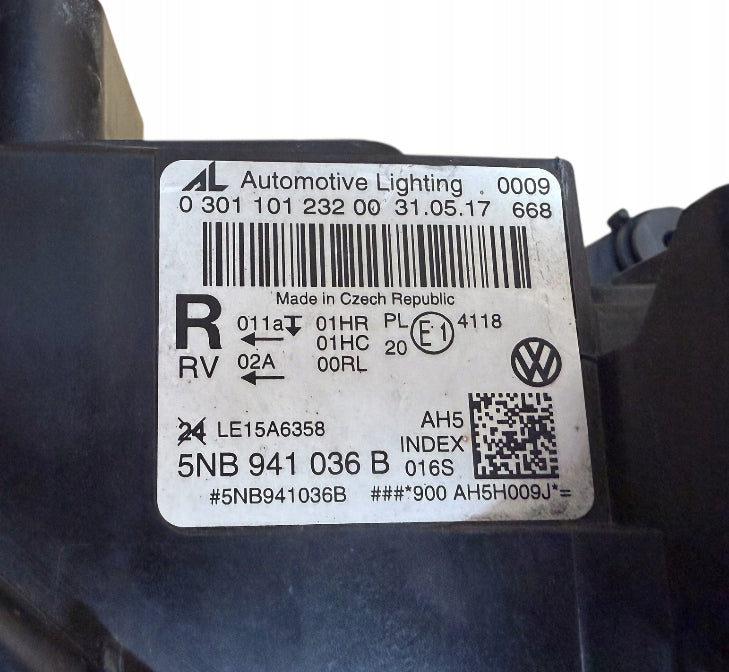 AL Automotive Lighting 0009
0 301 101 232 00 31.05.17 668
Made in Czech Republic
R 011a 01HR PL E1 4118
01HC 20
RV 02A 00RL
VW
24 LE15A6358 AH5
INDEX
5NB 941 036 B 016S
#5NB941036B ###*900 AH5H009J*=